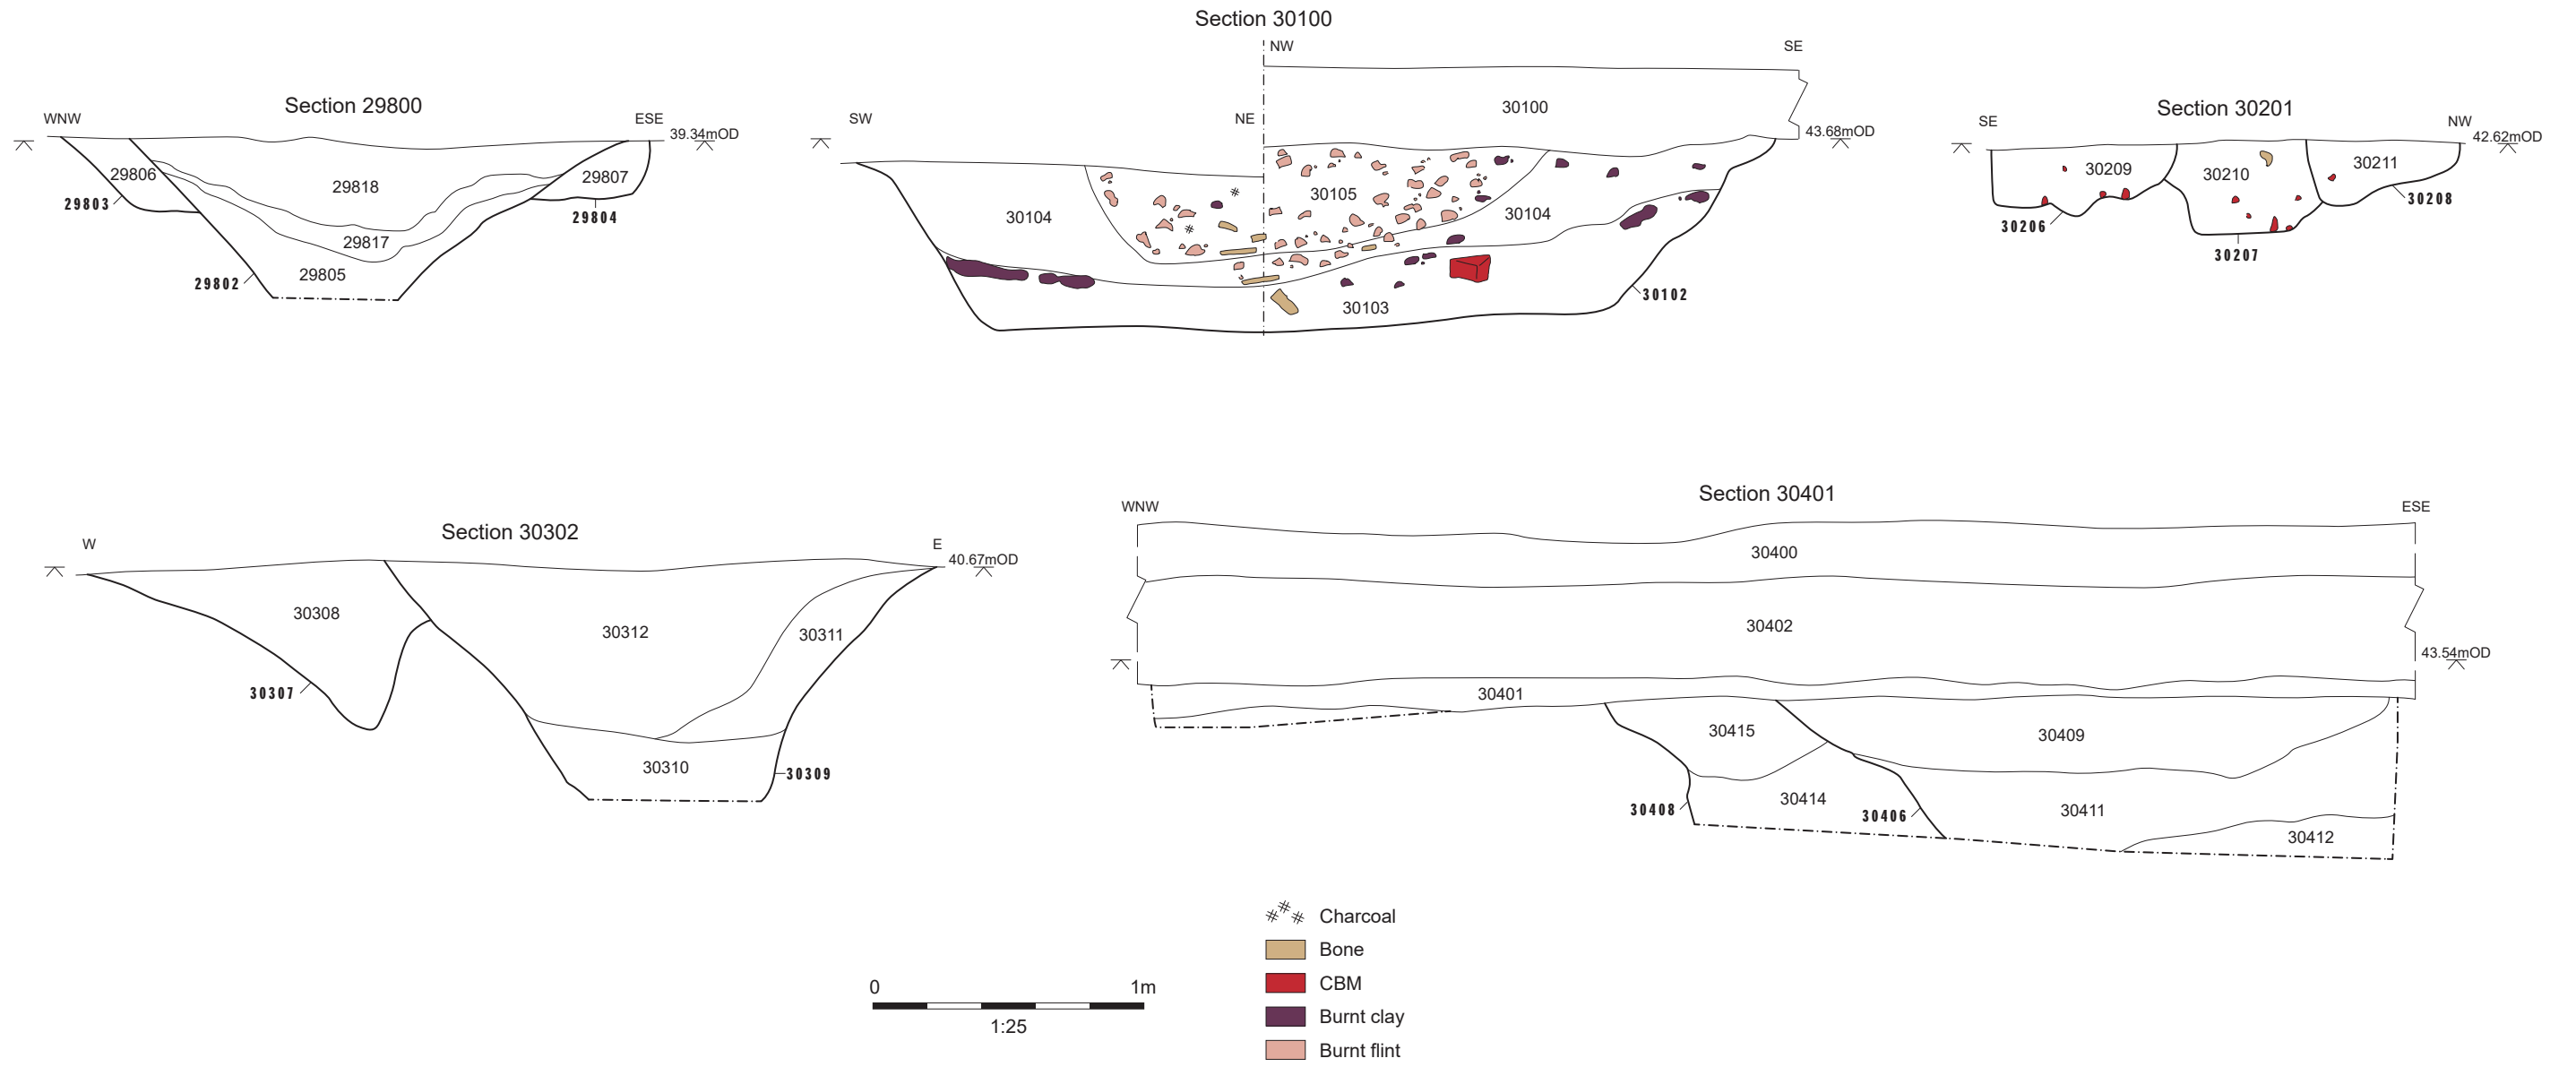 Section 29800
WNW
ESE
39.34mOD
29806
29818
29807
29803
29804
29817
29805
29802
Section 30100
NW
SE
SW
NE
30100
43.68mOD
30105
30104
30104
30103
30102
Section 30201
SE
NW
42.62mOD
30209
30210
30211
30206
30207
30208
Section 30302
W
E
40.67mOD
30308
30312
30311
30307
30310
30309
Section 30401
WNW
ESE
30400
30402
43.54mOD
30401
30415
30409
30414
30408
30406
30411
30412
0
1m
1:25
Charcoal
Bone
CBM
Burnt clay
Burnt flint